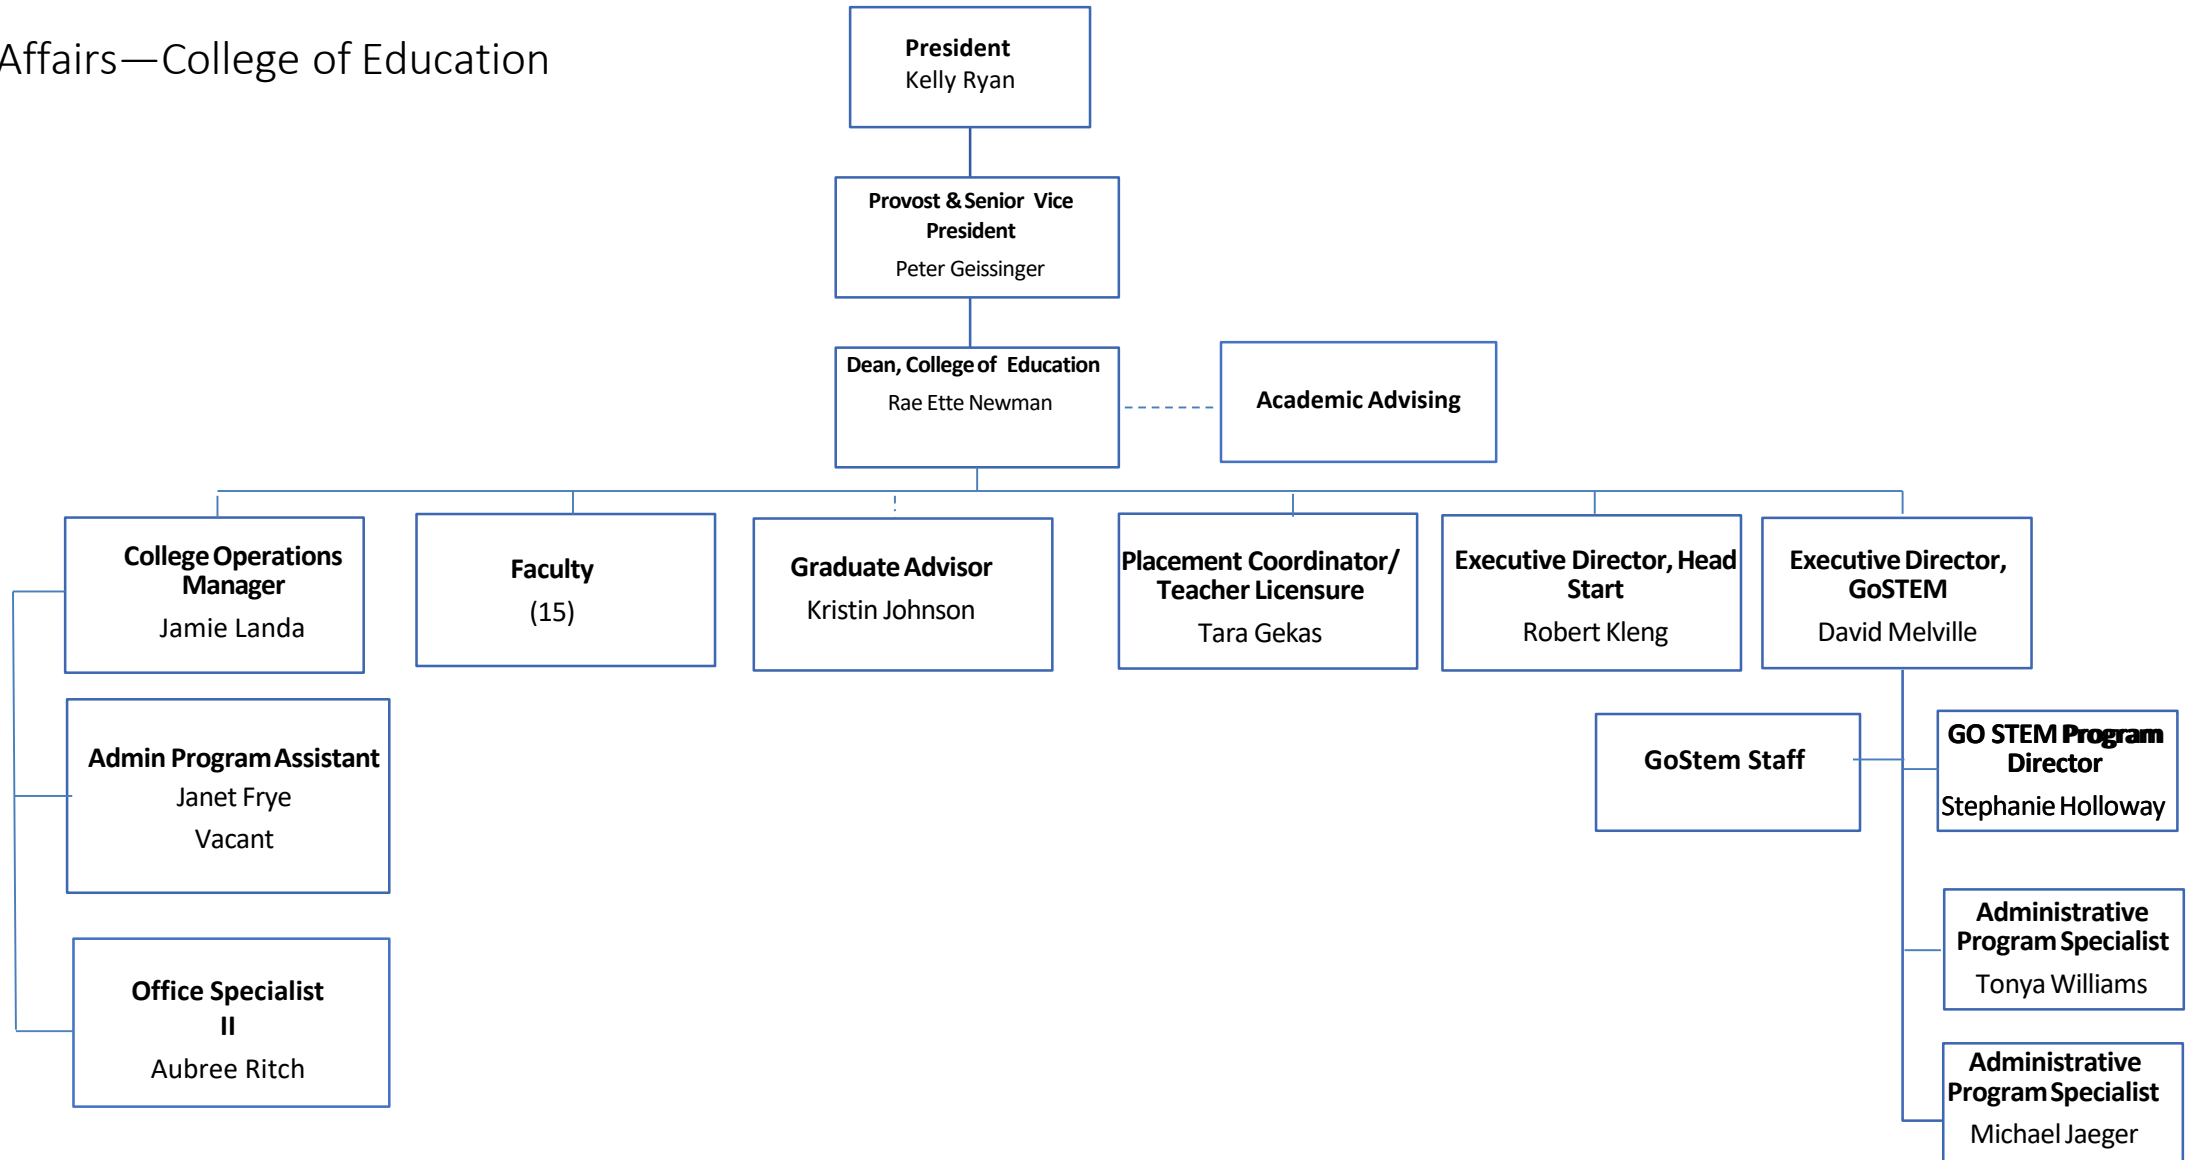 Affairs—College of Education
President
Kelly Ryan
Provost & Senior Vice
President
Peter Geissinger
Dean, College of Education
Rae Ette Newman
Academic Advising
College Operations
Manager
Jamie Landa
Faculty
(15)
Graduate Advisor
Kristin Johnson
Placement Coordinator/
Teacher Licensure
Tara Gekas
Executive Director, Head
Start
Robert Kleng
Executive Director,
GoSTEM
David Melville
Admin Program Assistant
Janet Frye
Vacant
GoStem Staff
GO STEM Program
Director
Stephanie Holloway
Office Specialist
II
Aubree Ritch
Administrative
Program Specialist
Tonya Williams
Administrative
Program Specialist
Michael Jaeger